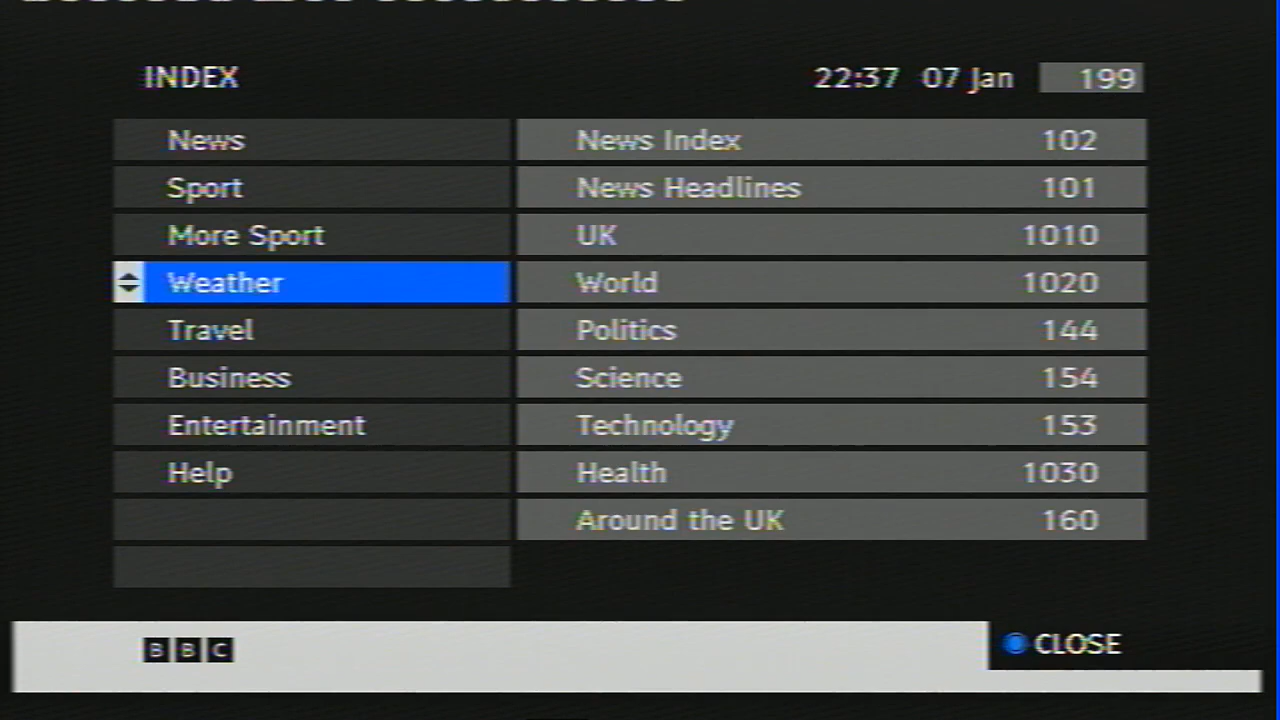 INDEX 22:37 07 Jan 199
News News Index 102
Sport News Headlines 101
More Sport UK 1010
Weather World 1020
Travel Politics 144
Business Science 154
Entertainment Technology 153
Help Health 1030
Around the UK 160
BBC CLOSE